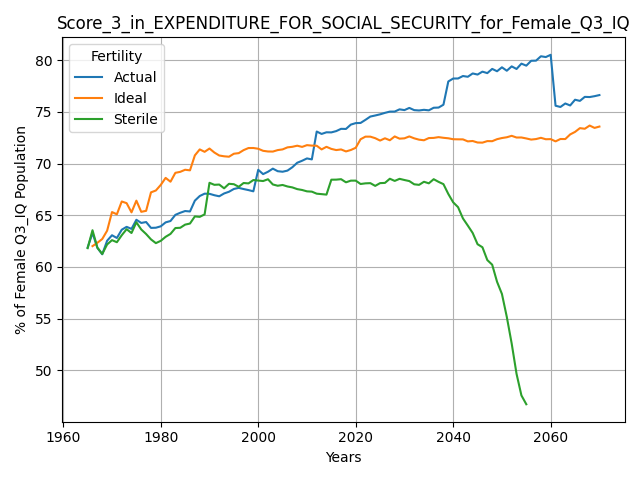 Score_3_in_EXPENDITURE_FOR_SOCIAL_SECURITY_for_Female_Q3_IQ
Fertility
Actual
Ideal
Sterile
% of Female Q3_IQ Population
80
75
70
65
60
55
50
1960 1980 2000 2020 2040 2060
Years